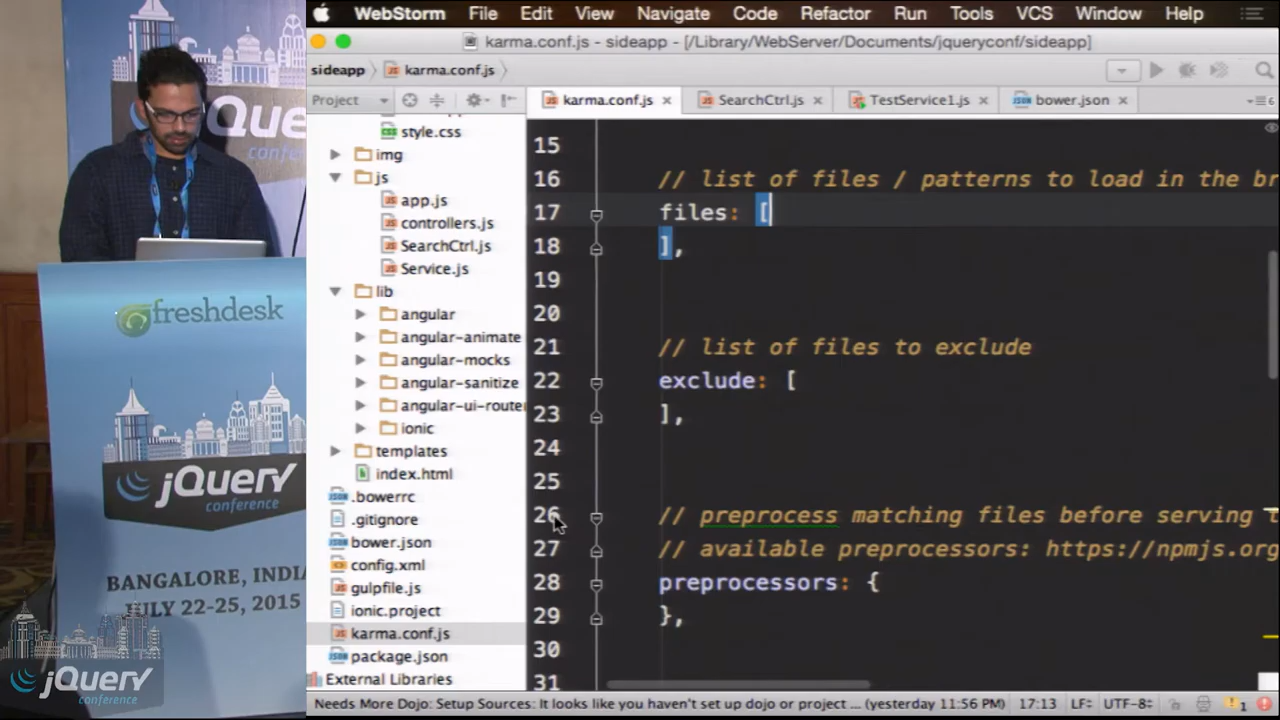 WebStorm File Edit View Navigate Code Refactor Run Tools VCS Window Help
karma.conf.js - sideapp - [/Library/WebServer/Documents/jqueryconf/sideapp]
sideapp karma.conf.js
Project
karma.conf.js SearchCtrl.js TestService1.js bower.json
style.css
img
js
app.js
controllers.js
SearchCtrl.js
Service.js
lib
angular
angular-animate
angular-mocks
angular-sanitize
angular-ui-router
ionic
templates
index.html
.bowerrc
.gitignore
bower.json
config.xml
gulpfile.js
ionic.project
karma.conf.js
package.json
External Libraries
15
16 // list of files / patterns to load in the br
17 files: [
18 ],
19
20
21 // list of files to exclude
22 exclude: [
23 ],
24
25
26 // preprocess matching files before serving t
27 // available preprocessors: https://npmjs.org
28 preprocessors: {
29 },
30
31
Needs More Dojo: Setup Sources: It looks like you haven't set up dojo or project ... (yesterday 11:56 PM) 17:13 LF÷ UTF-8÷ 1
Que
confe
freshdesk
jQuery
conference
BANGALORE, INDI
JULY 22-25, 2015
jQuery
conference